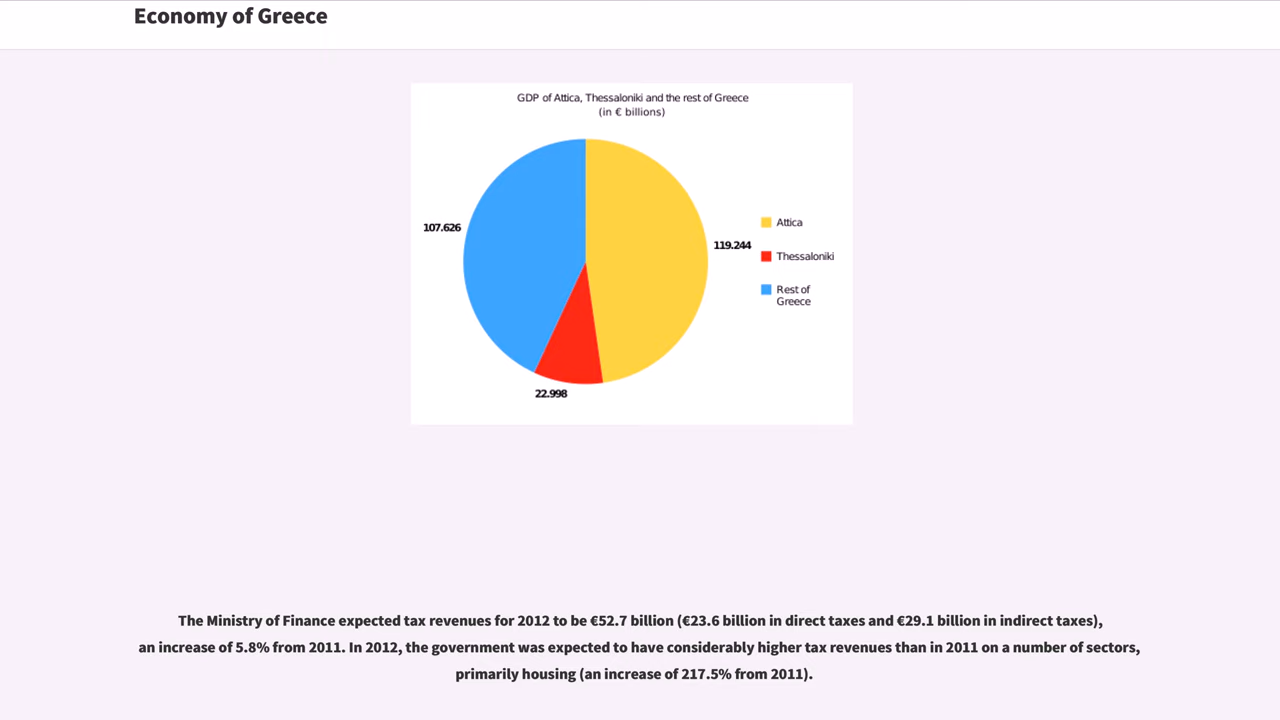 Economy of Greece
GDP of Attica, Thessaloniki and the rest of Greece
(in € billions)
107.626
119.244
22.998
Attica
Thessaloniki
Rest of
Greece
The Ministry of Finance expected tax revenues for 2012 to be €52.7 billion (€23.6 billion in direct taxes and €29.1 billion in indirect taxes),
an increase of 5.8% from 2011. In 2012, the government was expected to have considerably higher tax revenues than in 2011 on a number of sectors,
primarily housing (an increase of 217.5% from 2011).